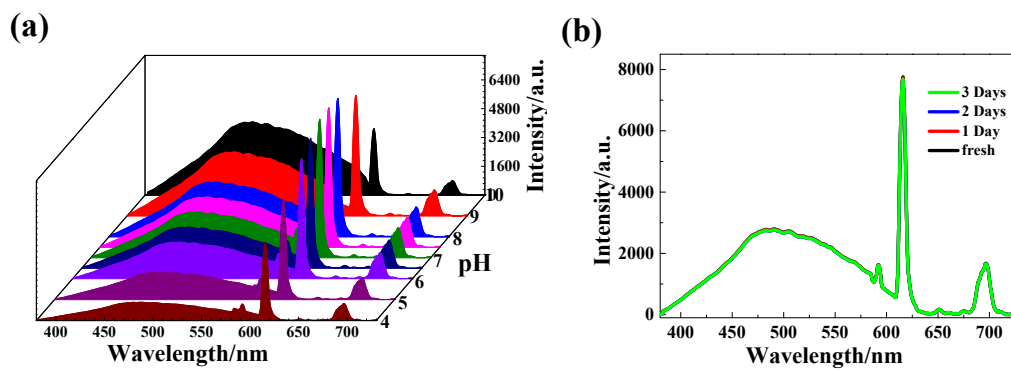 (a)
Intensity/a.u.
6400
4800
3200
1600
0
10
9
8
7
6
5
4
pH
400 450 500 550 600 650 700
Wavelength/nm
(b)
Intensity/a.u.
8000
6000
4000
2000
0
3 Days
2 Days
1 Day
fresh
400 450 500 550 600 650 700
Wavelength/nm